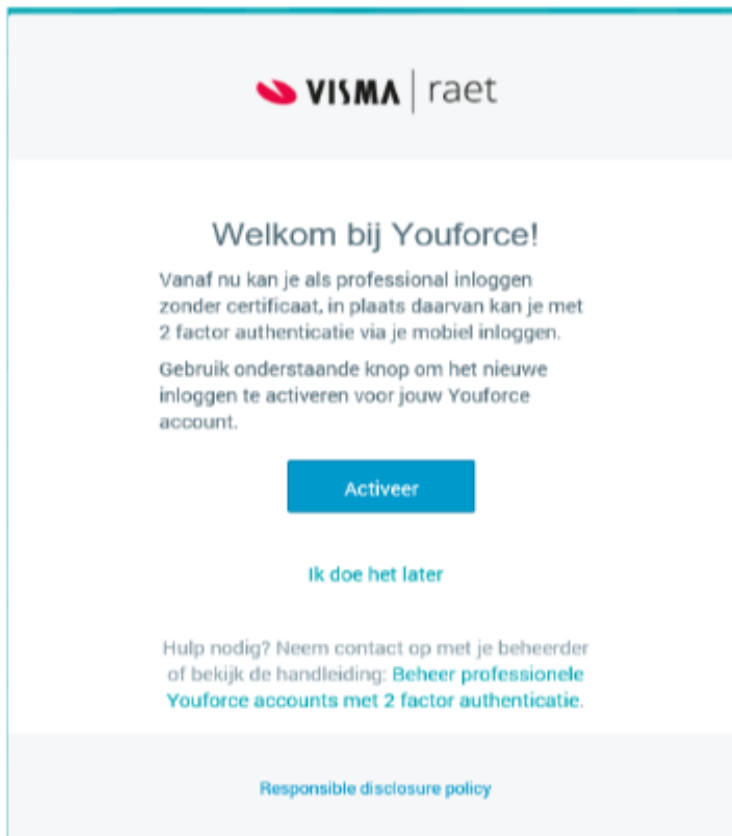 VISMA | raet
Welkom bij Youforce!
Vanaf nu kan je als professional inloggen
zonder certificaat, in plaats daarvan kan je met
2 factor authenticatie via je mobiel inloggen.
Gebruik onderstaande knop om het nieuwe
inloggen te activeren voor jouw Youforce
account.
Activeer
Ik doe het later
Hulp nodig? Neem contact op met je beheerder
of bekijk de handleiding: Beheer professionele
Youforce accounts met 2 factor authenticatie.
Responsible disclosure policy